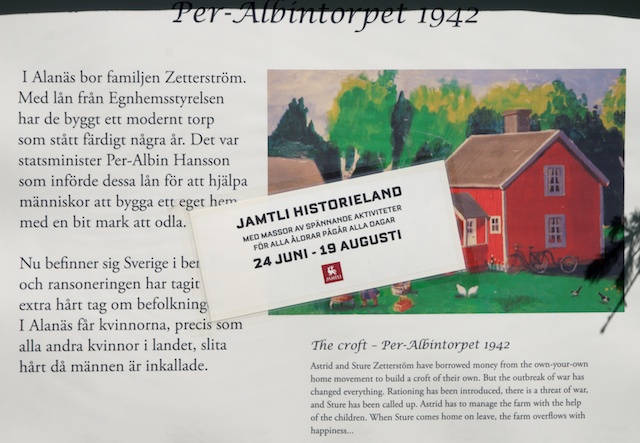 Per-Albintorpet 1942
I Alanäs bor familjen Zetterström.
Med lån från Egnhemsstyrelsen
har de byggt ett modernt torp
som stått färdigt några år. Det var
statsminister Per-Albin Hansson
som införde dessa lån för att hjälpa
människor att bygga ett eget hem
med en bit mark att odla.
Nu befinner sig Sverige i
och ransoneringen har tagit
extra hårt tag om
I Alanäs får kvinnorna, precis som
alla andra kvinnor i landet, slita
hårt då männen är inkallade.
JAMTLI HISTORIELAND
MED MASSOR AV SPÄNNANDE AKTIVITETER
FÖR ALLA ÅLDRAR PÅGÅR ALLA DAGAR
24 JUNI - 19 AUGUSTI
JAMTLI
The croft – Per-Albintorpet 1942
Astrid and Sture Zetterström have borrowed money from the own-your-own
home movement to build a croft of their own. But the outbreak of war has
changed everything. Rationing has been introduced, there is a threat of war,
and Sture has been called up. Astrid has to manage the farm with the help
of the children. When Sture comes home on leave, the farm overflows with
happiness...